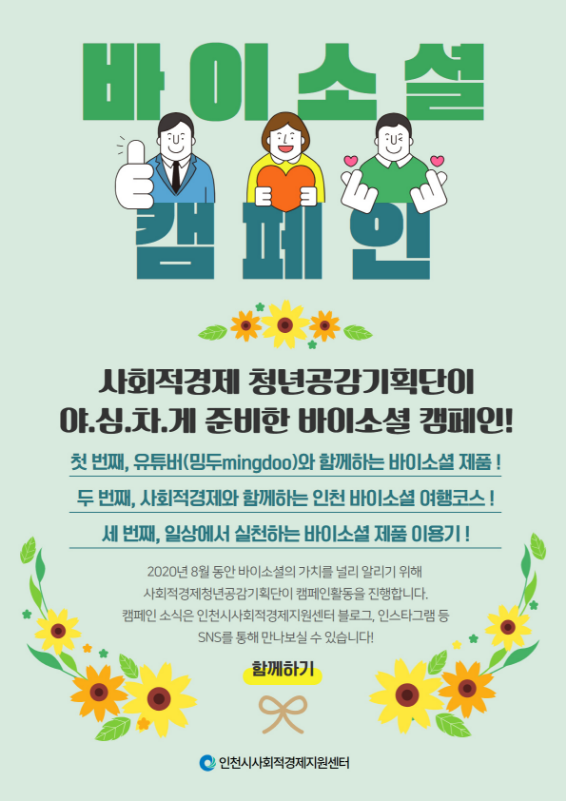 바이소셜
캠페인
사회적경제 청년공감기획단이
야.심.차.게 준비한 바이소셜 캠페인!
첫 번째, 유튜버(밍두mingdoo)와 함께하는 바이소셜 제품 !
두 번째, 사회적경제와 함께하는 인천 바이소셜 여행코스 !
세 번째, 일상에서 실천하는 바이소셜 제품 이용기 !
2020년 8월 동안 바이소셜의 가치를 널리 알리기 위해
사회적경제청년공감기획단이 캠페인활동을 진행합니다.
캠페인 소식은 인천시사회적경제지원센터 블로그, 인스타그램 등
SNS를 통해 만나보실 수 있습니다!
함께하기
인천시사회적경제지원센터